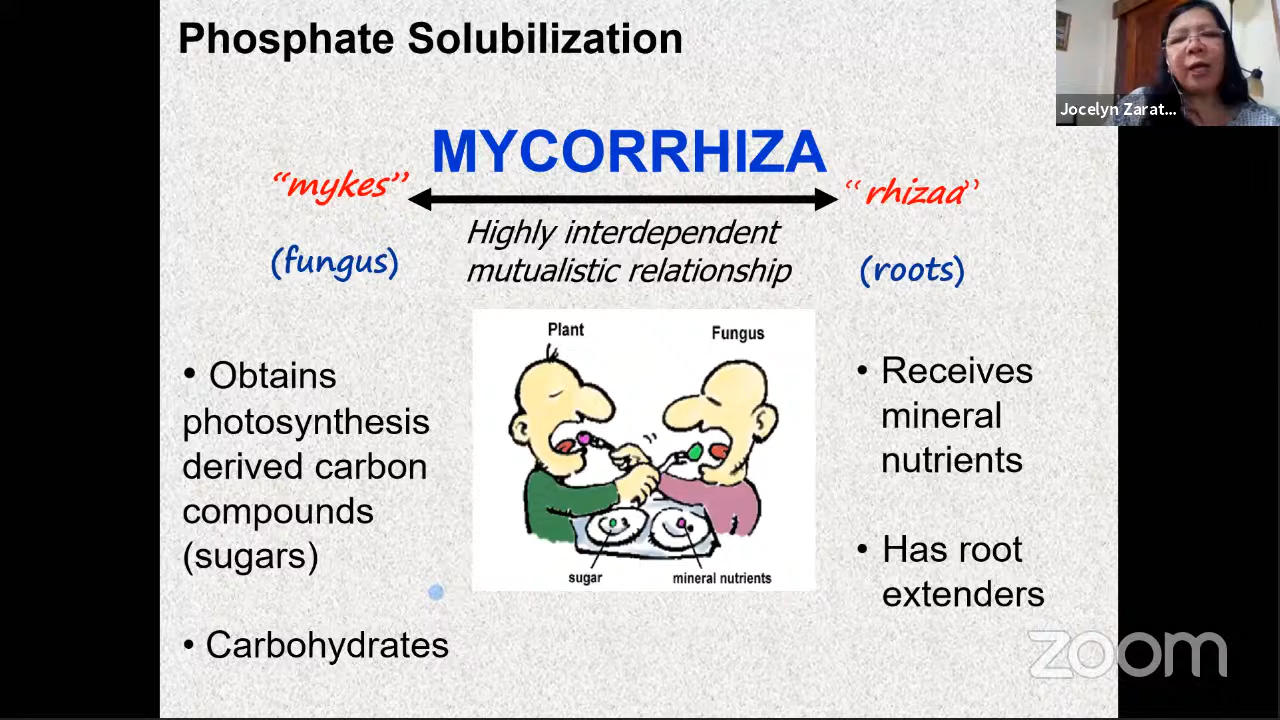 Phosphate Solubilization
Jocelyn Zarat...
MYCORRHIZA
“mykes”
“rhizaa”
Highly interdependent
mutualistic relationship
(fungus)
(roots)
Plant
Fungus
• Obtains
photosynthesis
derived carbon
compounds
(sugars)
• Carbohydrates
sugar
mineral nutrients
• Receives
mineral
nutrients
• Has root
extenders
zoom